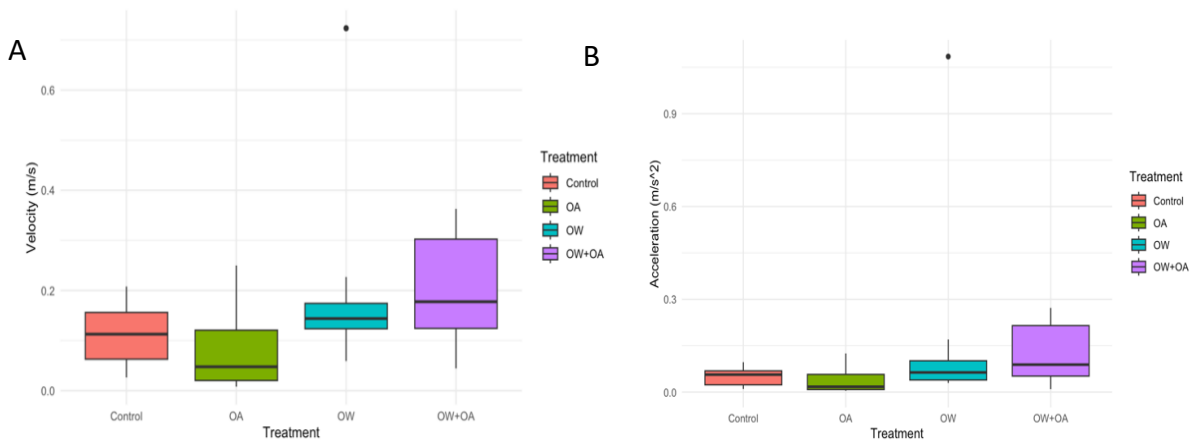 A
Velocity (m/s)
0.6
0.4
0.2
0.0
Control
OA
OW
OW+OA
Treatment
Treatment
Control
OA
OW
OW+OA
B
Acceleration (m/s^2)
0.9
0.6
0.3
0.0
Control
OA
OW
OW+OA
Treatment
Treatment
Control
OA
OW
OW+OA